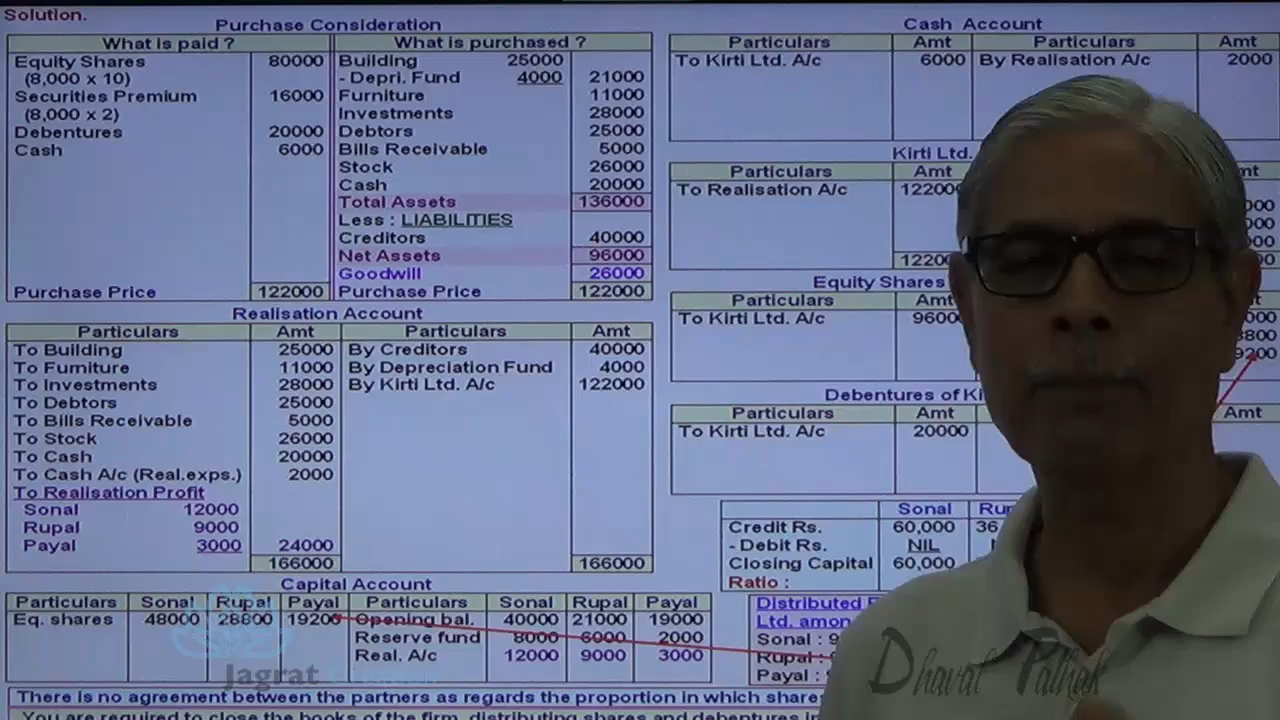 Solution.
Purchase Consideration
What is paid ? What is purchased ?
Equity Shares 80000 Building 25000
(8,000 x 10) - Depri. Fund 4000 21000
Securities Premium 16000 Furniture 11000
(8,000 x 2) Investments 28000
Debentures 20000 Debtors 25000
Cash 6000 Bills Receivable 5000
Stock 26000
Cash 20000
Total Assets 136000
Less : LIABILITIES
Creditors 40000
Net Assets 96000
Goodwill 26000
Purchase Price 122000 Purchase Price 122000
Realisation Account
Particulars Amt Particulars Amt
To Building 25000 By Creditors 40000
To Furniture 11000 By Depreciation Fund 4000
To Investments 28000 By Kirti Ltd. A/c 122000
To Debtors 25000
To Bills Receivable 5000
To Stock 26000
To Cash 20000
To Cash A/c (Real.exps.) 2000
To Realisation Profit
Sonal 12000
Rupal 9000
Payal 3000 24000
166000 166000
Capital Account
Particulars Sonal Rupal Payal Particulars Sonal Rupal Payal
Eq. shares 48000 28800 19200 Opening bal. 40000 21000 19000
Reserve fund 8000 6000 2000
Real. A/c 12000 9000 3000
Jagrat
There is no agreement between the partners as regards the proportion in which shares
You are required to close the books of the firm, distributing shares and debentures
Cash Account
Particulars Amt Particulars Amt
To Kirti Ltd. A/c 6000 By Realisation A/c 2000
Kirti Ltd.
Particulars Amt
To Realisation A/c 122000
Equity Shares
Particulars Amt
To Kirti Ltd. A/c 96000
Debentures of
Particulars Amt Amt
To Kirti Ltd. A/c 20000
Sonal
Credit Rs. 60,000
- Debit Rs. NIL
Closing Capital 60,000
Ratio :
Distributed
Ltd.
Sonal :
Rupal :
Payal :
Dharat Pathak